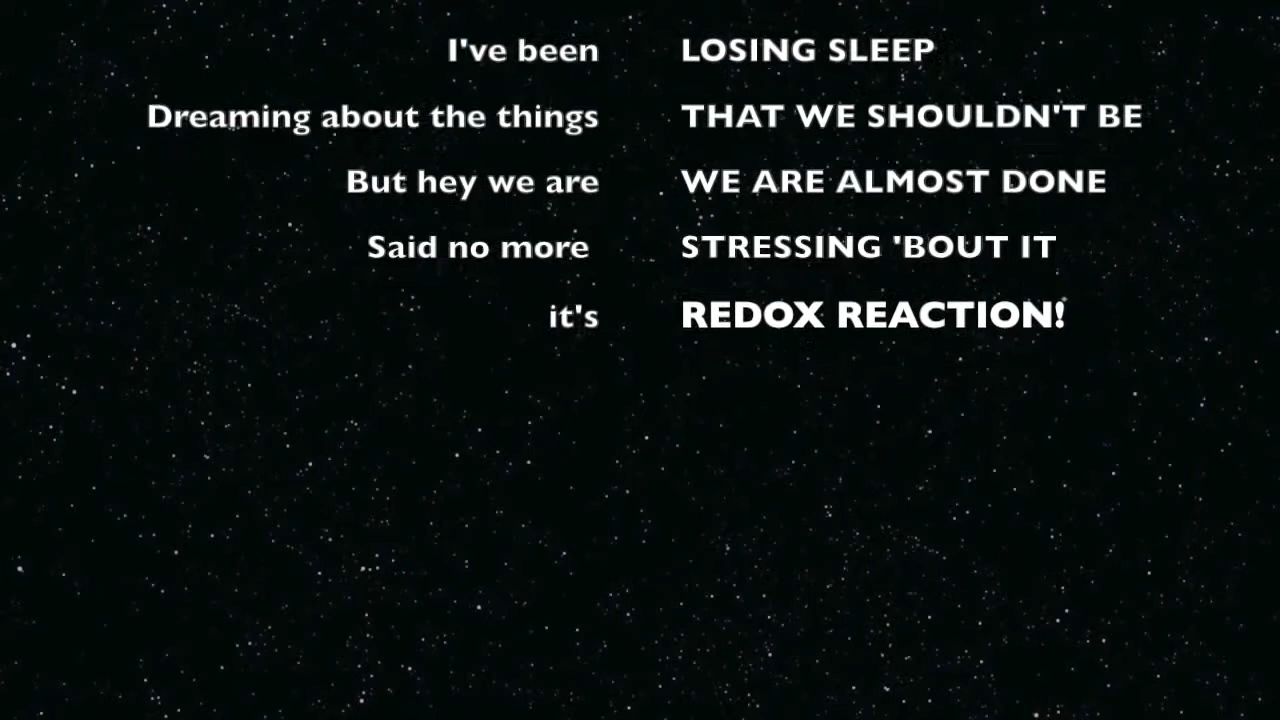 I've been LOSING SLEEP
Dreaming about the things THAT WE SHOULDN'T BE
But hey we are WE ARE ALMOST DONE
Said no more STRESSING 'BOUT IT
it's REDOX REACTION!